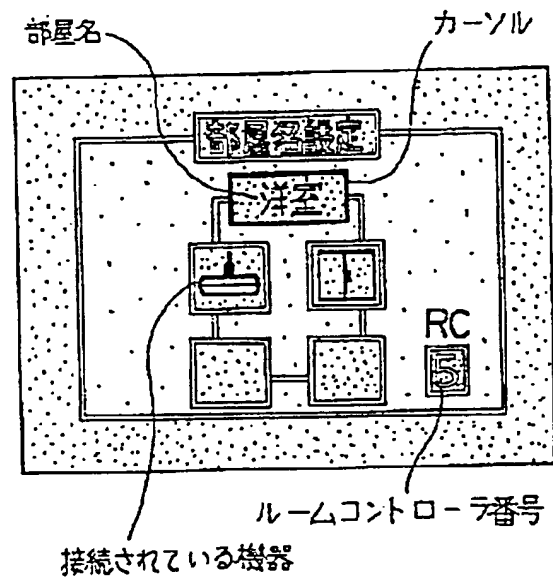 部屋名
カーソル
部屋名設定
洋室
RC
5
ルームコントローラ番号
接続されている機器